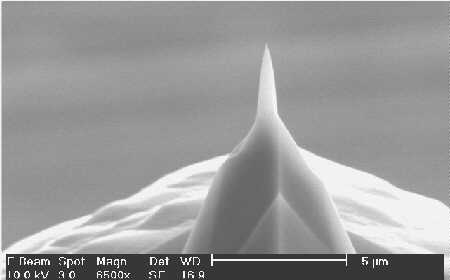 E Beam Spot Magn Det WD 5 µm
10.0 kV 3.0 6500x SE 16.9